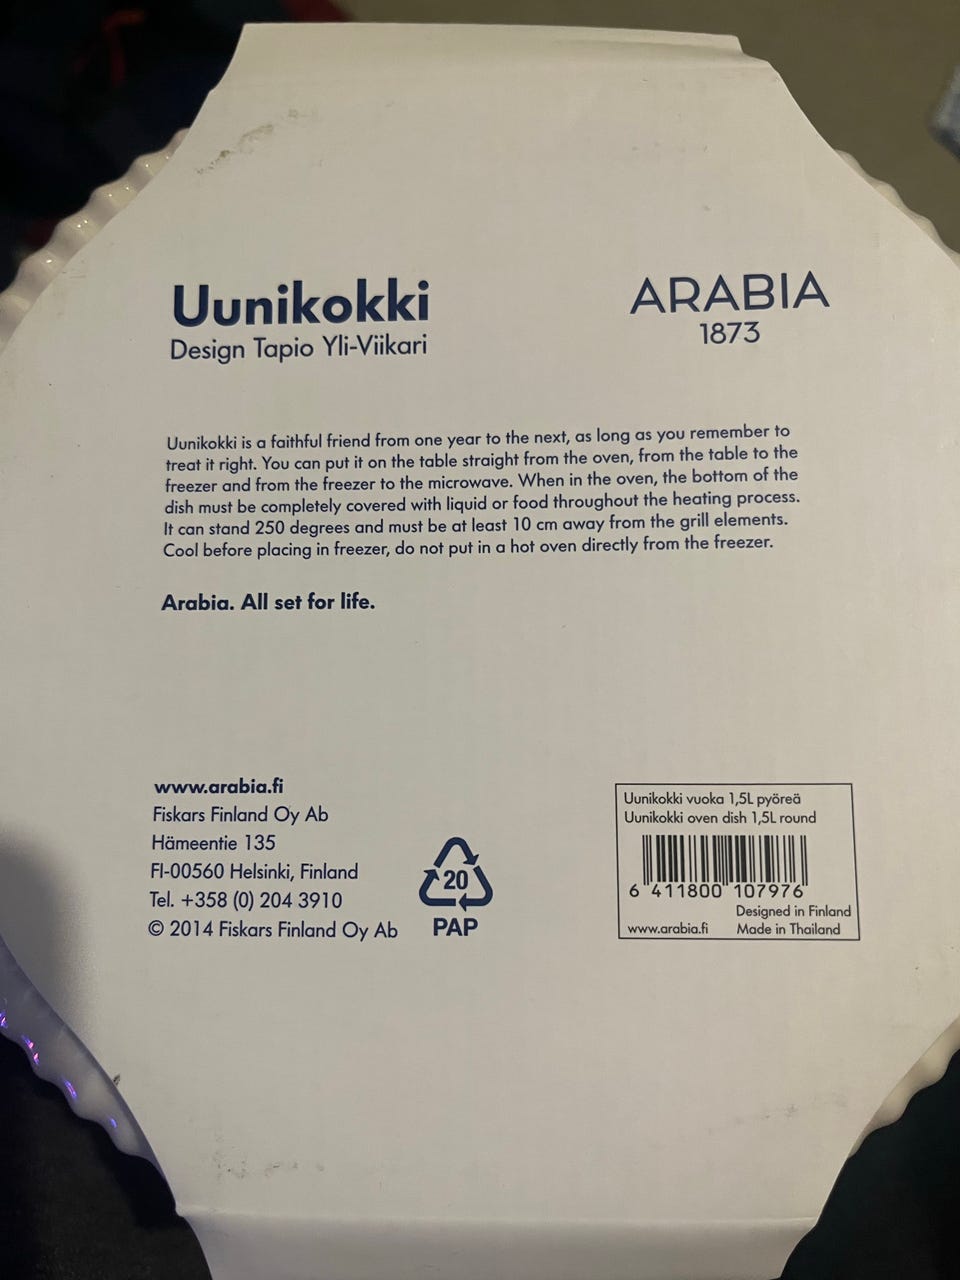 Uunikokki
Design Tapio Yli-Viikari
ARABIA
1873
Uunikokki is a faithful friend from one year to the next, as long as you remember to
treat it right. You can put it on the table straight from the oven, from the table to the
freezer and from the freezer to the microwave. When in the oven, the bottom of the
dish must be completely covered with liquid or food throughout the heating process.
It can stand 250 degrees and must be at least 10 cm away from the grill elements.
Cool before placing in freezer, do not put in a hot oven directly from the freezer.
Arabia. All set for life.
www.arabia.fi
Fiskars Finland Oy Ab
Hämeentie 135
FI-00560 Helsinki, Finland
Tel. +358 (0) 204 3910
© 2014 Fiskars Finland Oy Ab
20
PAP
Uunikokki vuoka 1,5L pyöreä
Uunikokki oven dish 1,5L round
6 411800 107976
Designed in Finland
www.arabia.fi Made in Thailand